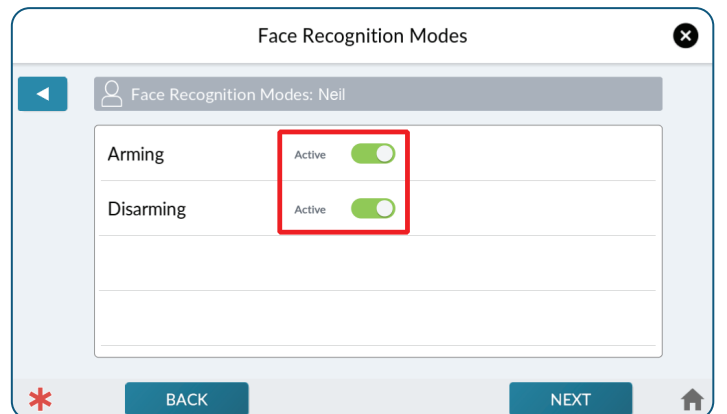 Face Recognition Modes
Face Recognition Modes: Neil
Arming Active
Disarming Active
BACK NEXT